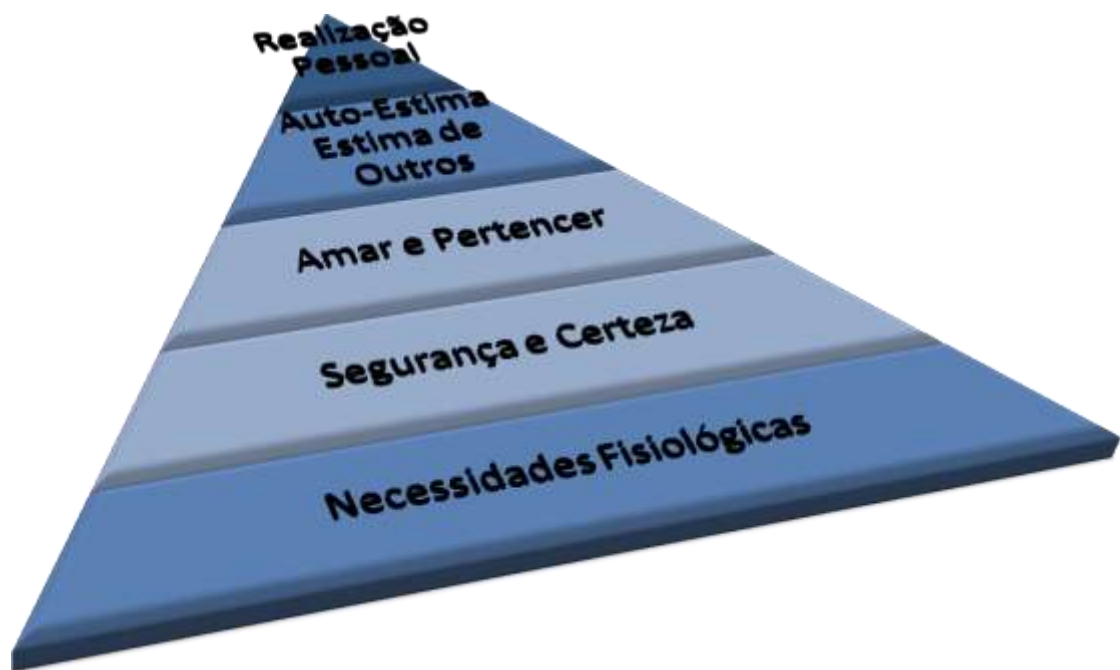 Realização
Pessoal
Auto-Estima
Estima de
Outros
Amar e Pertencer
Segurança e Certeza
Necessidades Fisiológicas